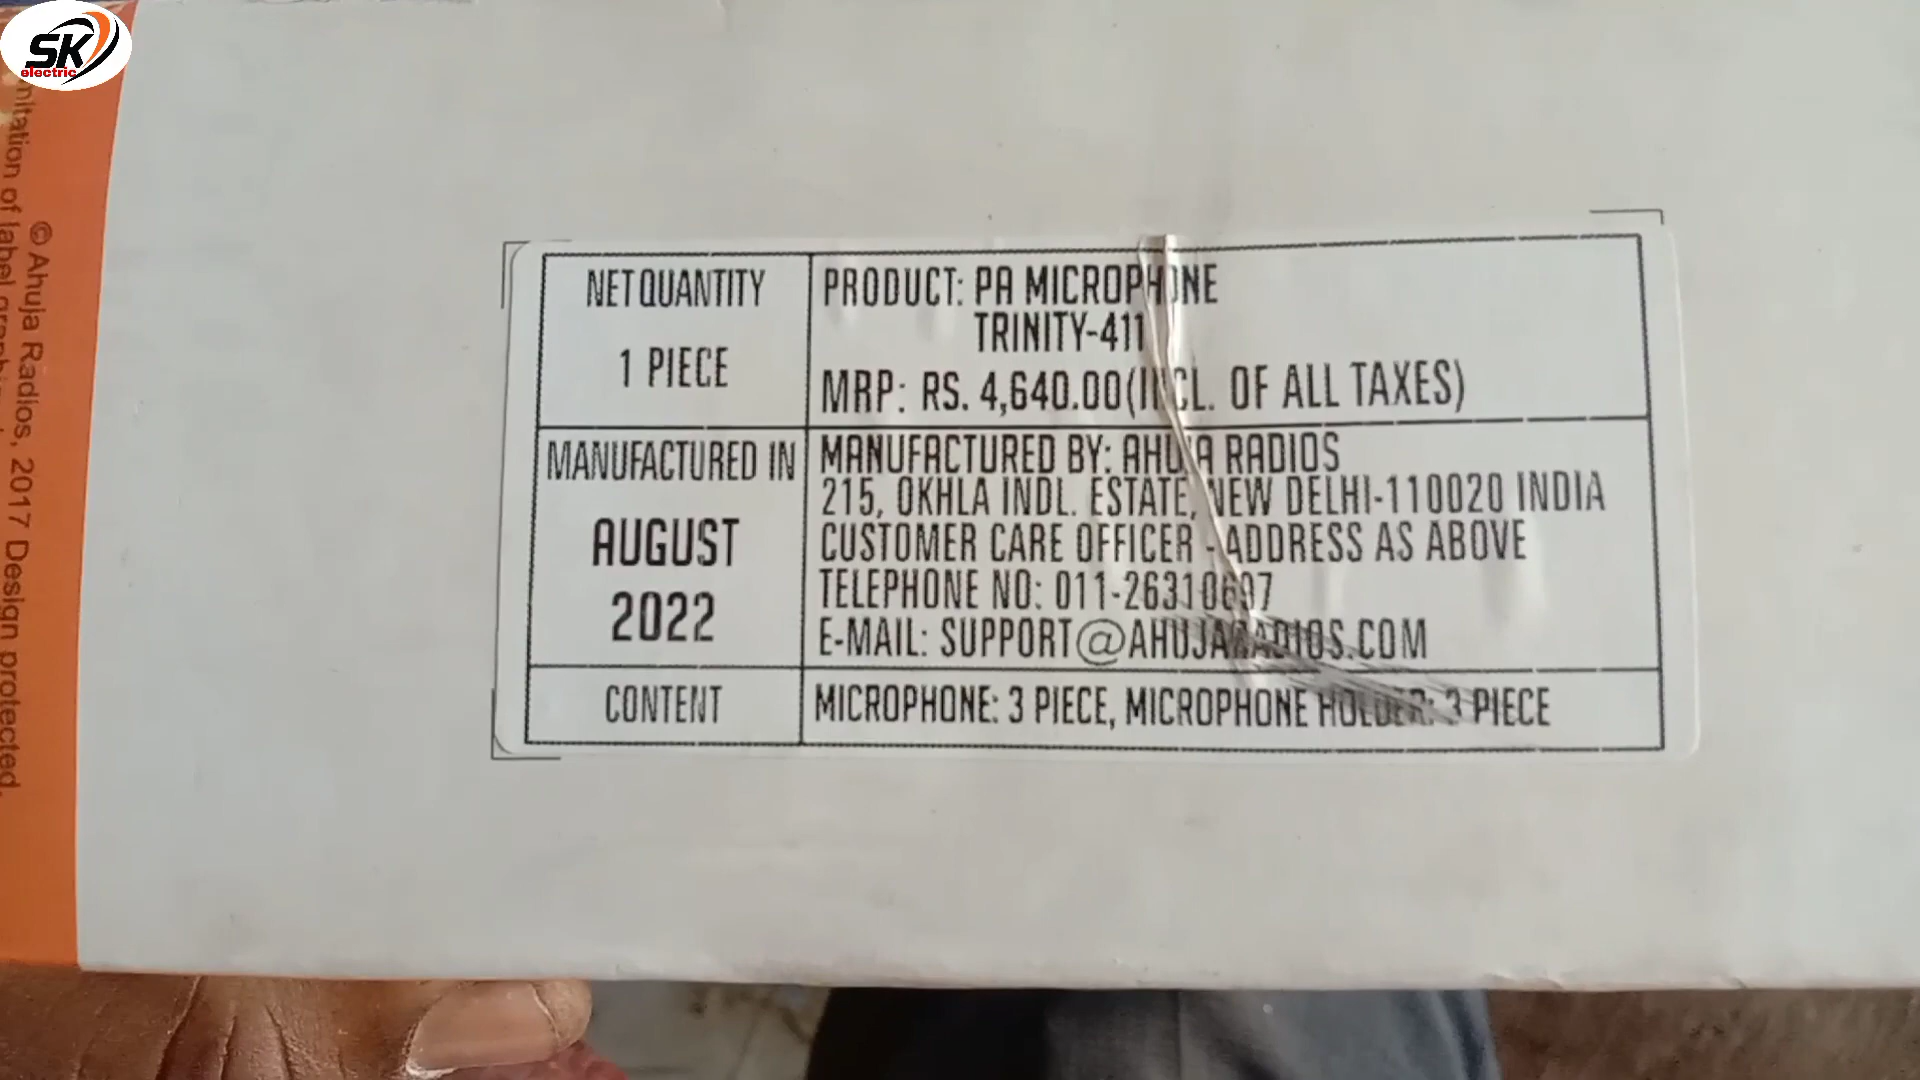 SK
electric
© Ahuja Radios, 2017 Design protected.
of label
NET QUANTITY
1 PIECE
PRODUCT: PA MICROPHONE
TRINITY-411
MRP: RS. 4,640.00(INCL. OF ALL TAXES)
MANUFACTURED IN
AUGUST
2022
MANUFACTURED BY: AHUJA RADIOS
215, OKHLA INDL. ESTATE, NEW DELHI-110020 INDIA
CUSTOMER CARE OFFICER - ADDRESS AS ABOVE
TELEPHONE NO: 011-26310697
E-MAIL: SUPPORT@AHUJARADIOS.COM
CONTENT
MICROPHONE: 3 PIECE, MICROPHONE HOLDER: 3 PIECE